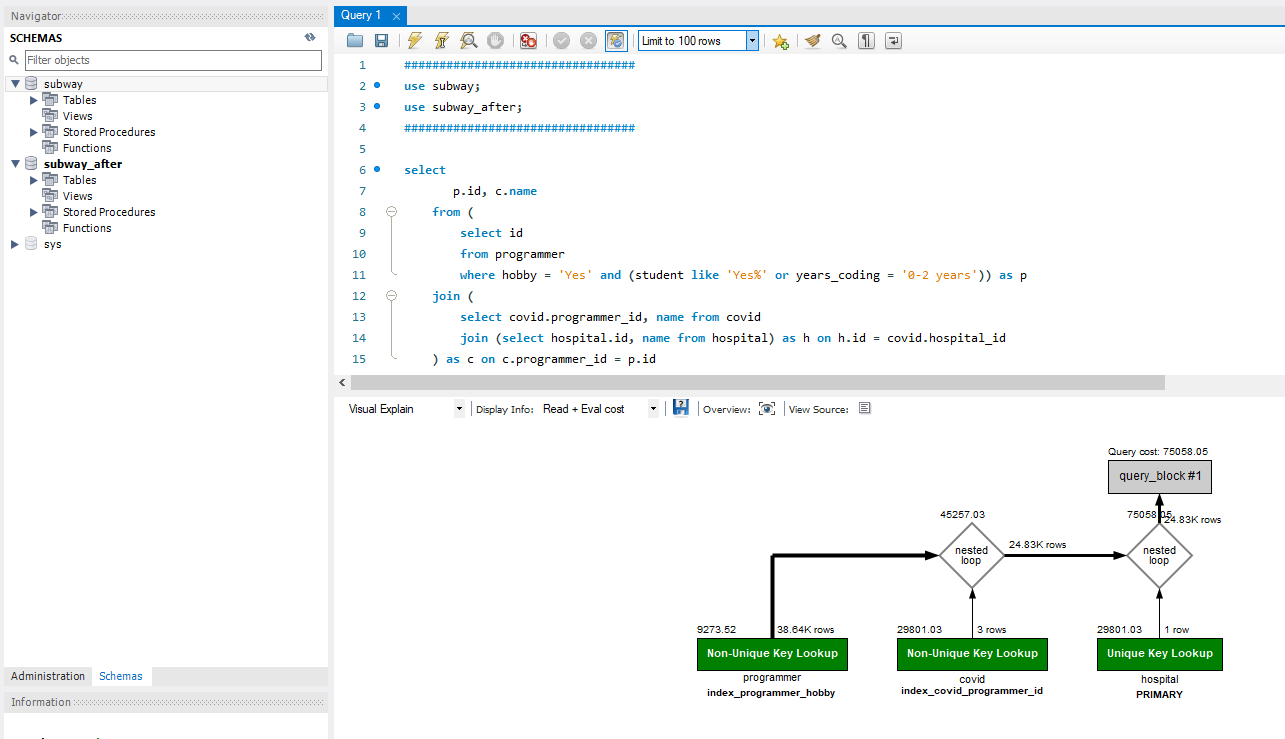 Navigator
SCHEMAS
Filter objects
subway
Tables
Views
Stored Procedures
Functions
subway_after
Tables
Views
Stored Procedures
Functions
sys
Administration Schemas
Information
Query 1
Limit to 100 rows
1 #################################
2 use subway;
3 use subway_after;
4 #################################
5
6 select
7 p.id, c.name
8 from (
9 select id
10 from programmer
11 where hobby = 'Yes' and (student like 'Yes%' or years_coding = '0-2 years')) as p
12 join (
13 select covid.programmer_id, name from covid
14 join (select hospital.id, name from hospital) as h on h.id = covid.hospital_id
15 ) as c on c.programmer_id = p.id
Visual Explain Display Info: Read + Eval cost Overview: View Source:
Query cost: 75058.05
query_block #1
45257.03 75058.05
24.83K rows
nested loop
24.83K rows
nested loop
9273.52 38.64K rows
Non-Unique Key Lookup
programmer
index_programmer_hobby
29801.03 3 rows
Non-Unique Key Lookup
covid
index_covid_programmer_id
29801.03 1 row
Unique Key Lookup
hospital
PRIMARY